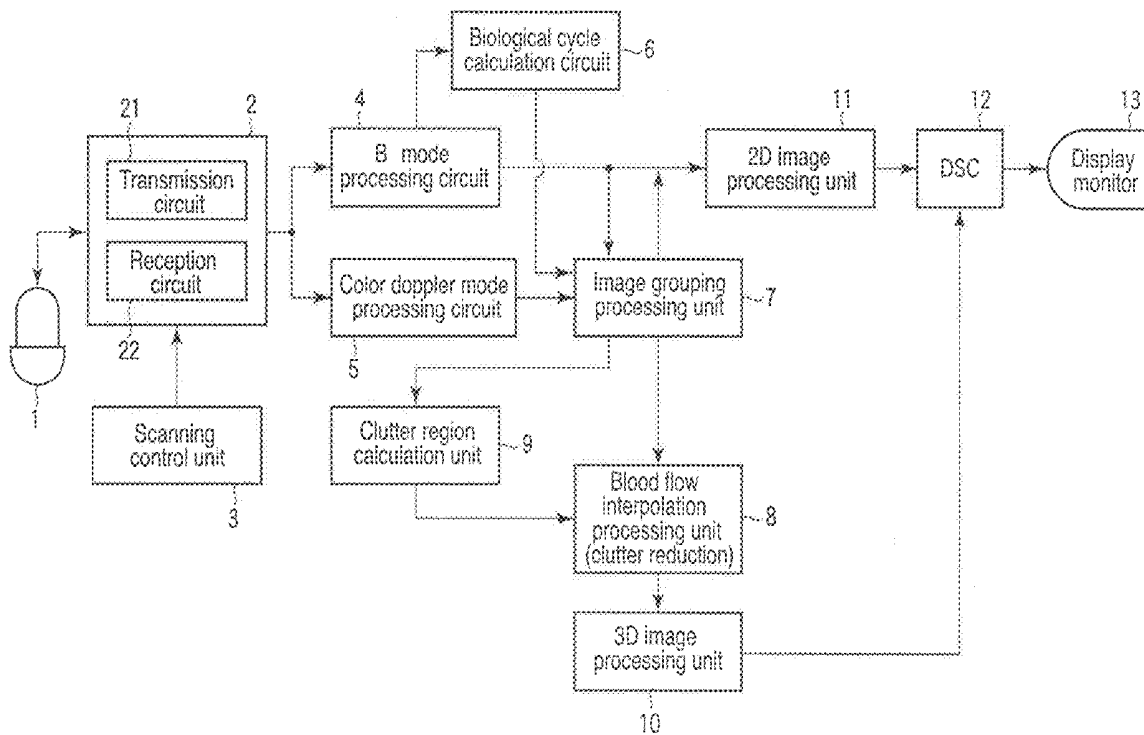 Biological cycle
calculation circuit
6
21
2
4
11
12
13
Transmission
circuit
B mode
processing circuit
2D image
processing unit
DSC
Display
monitor
Reception
circuit
Color doppler mode
processing circuit
Image grouping
processing unit
7
22
5
1
Scanning
control unit
Clutter region
calculation unit
9
3
Blood flow
interpolation
processing unit
(clutter reduction)
8
3D image
processing unit
10